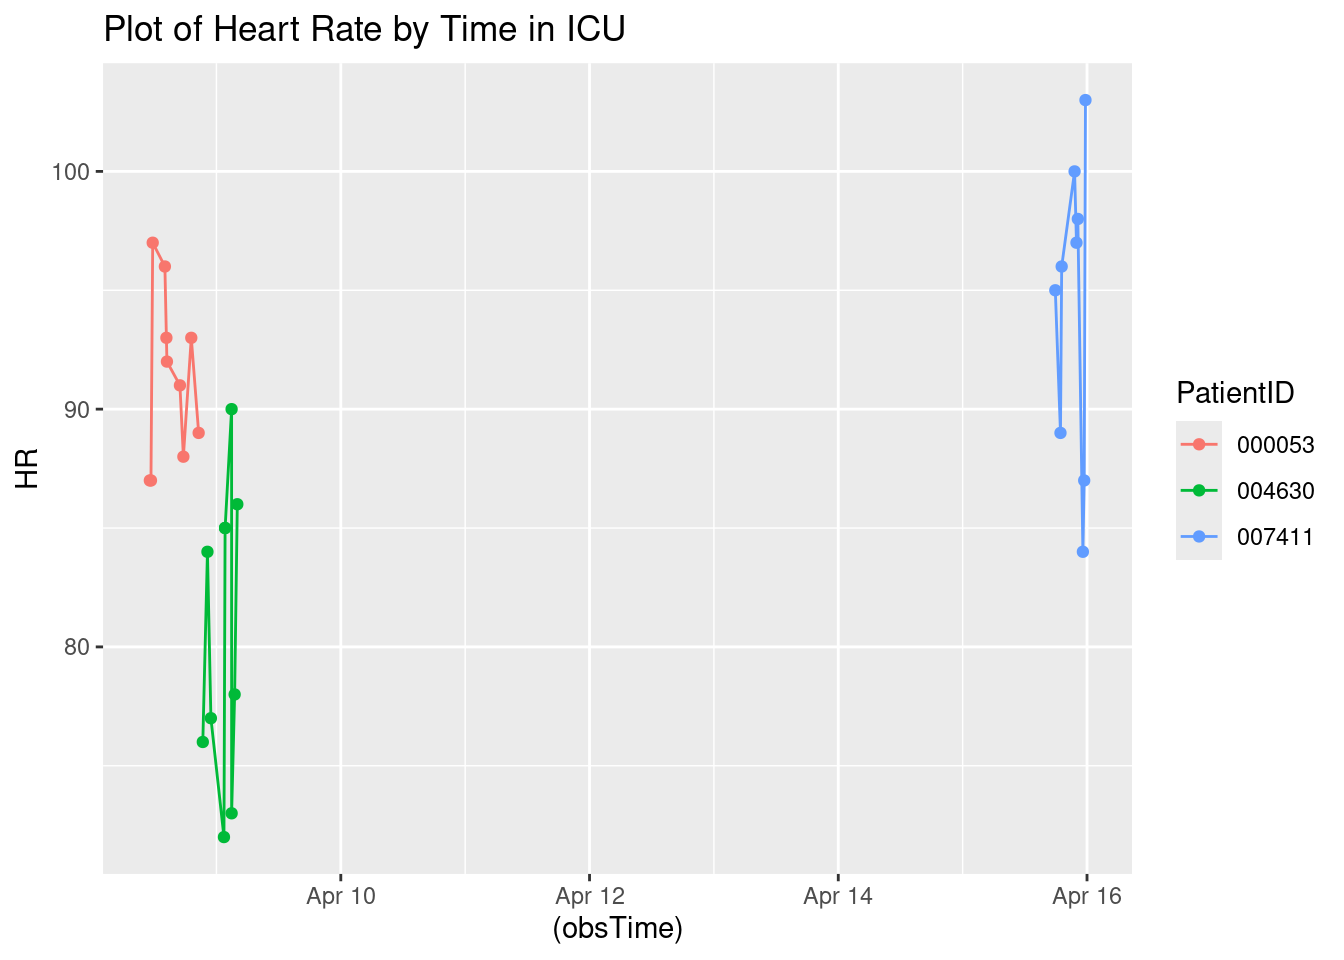 Plot of Heart Rate by Time in ICU
100
90
80
HR
Apr 10
Apr 12
Apr 14
Apr 16
(obsTime)
PatientID
000053
004630
007411